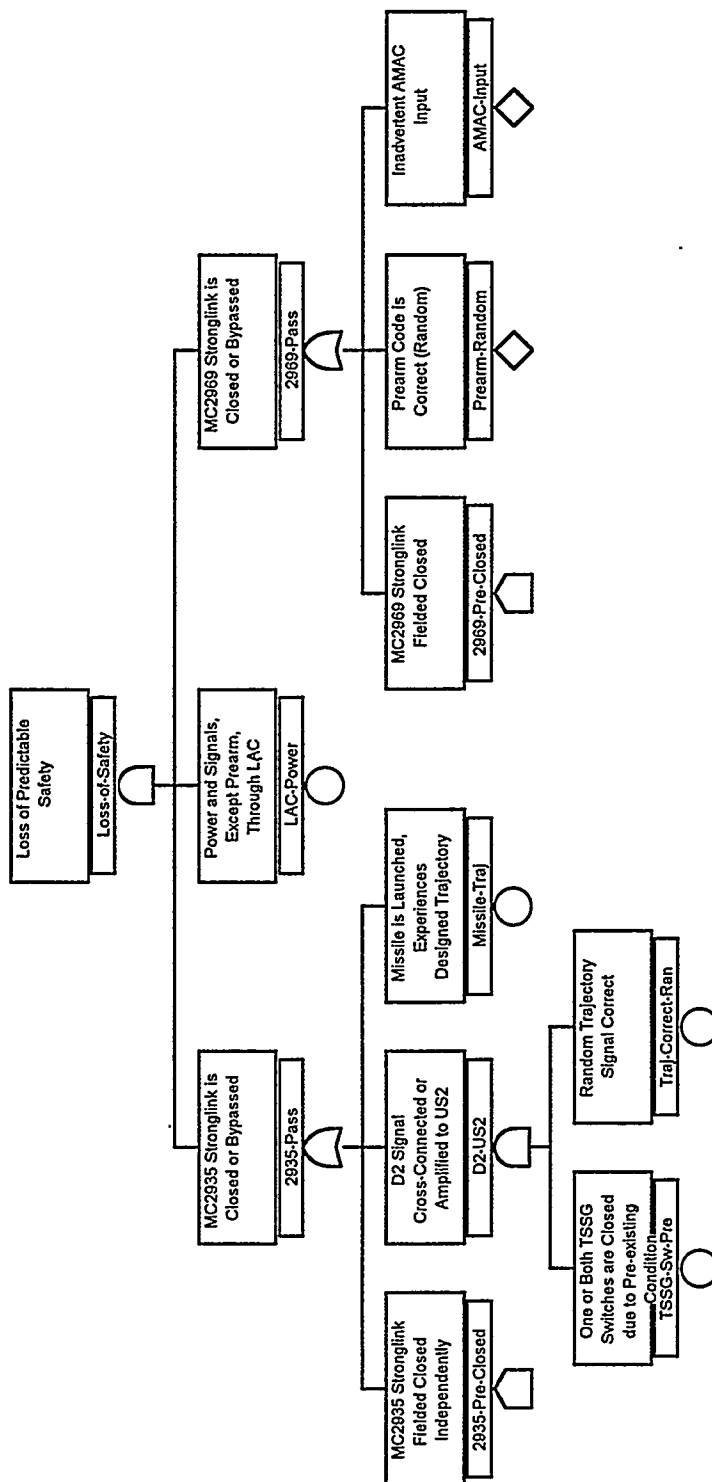 Loss of Predictable
Safety
Loss-of-Safety
MC2935 Stronglink is
Closed or Bypassed
2935-Pass
Power and Signals,
Except Prearm,
Through LAC
LAC-Power
MC2969 Stronglink is
Closed or Bypassed
2969-Pass
MC2935 Stronglink
Fielded Closed
Independently
2935-Pre-Closed
D2 Signal
Cross-Connected or
Amplified to US2
D2-US2
Missile is Launched,
Experiences
Designed Trajectory
Missile-Traj
MC2969 Stronglink
Fielded Closed
2969-Pre-Closed
Prearm Code is
Correct (Random)
Prearm-Random
Inadvertent AMAC
Input
AMAC-Input
One or Both TSSG
Switches are Closed
due to Pre-existing
Condition
TSSG-Sw-Pre
Random Trajectory
Signal Correct
Traj-Correct-Ran